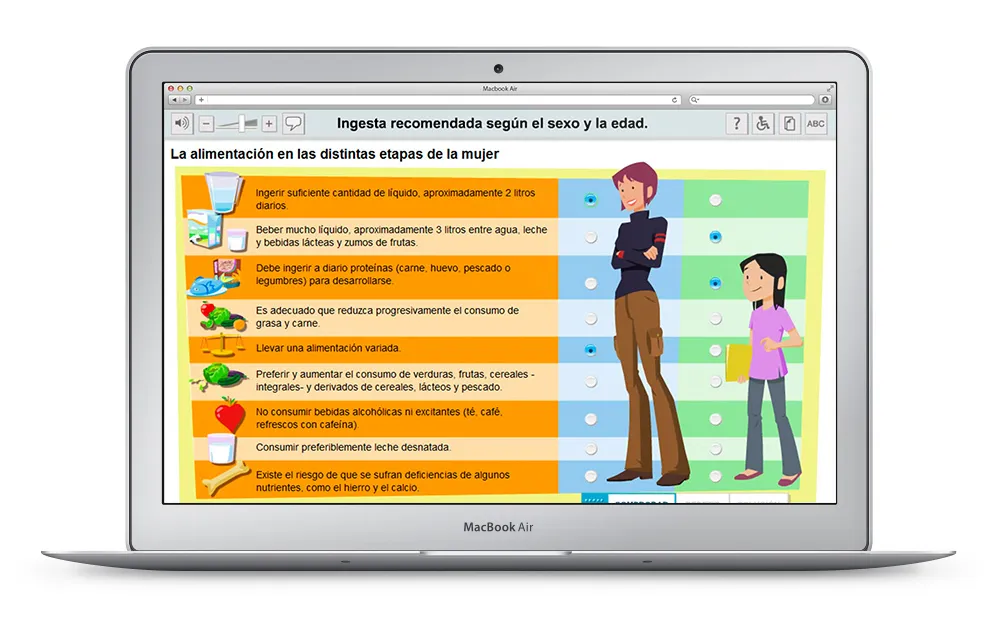 Macbook Air
Ingesta recomendada según el sexo y la edad.
ABC
La alimentación en las distintas etapas de la mujer
Ingerir suficiente cantidad de líquido, aproximadamente 2 litros
diarios.
Beber mucho líquido, aproximadamente 3 litros entre agua, leche
y bebidas lácteas y zumos de frutas.
Debe ingerir a diario proteínas (carne, huevo, pescado o
legumbres) para desarrollarse.
Es adecuado que reduzca progresivamente el consumo de
grasa y carne.
Llevar una alimentación variada.
Preferir y aumentar el consumo de verduras, frutas, cereales -
integrales- y derivados de cereales, lácteos y pescado.
No consumir bebidas alcohólicas ni excitantes (té, café,
refrescos con cafeína).
Consumir preferiblemente leche desnatada.
Existe el riesgo de que se sufran deficiencias de algunos
nutrientes, como el hierro y el calcio.
MacBook Air